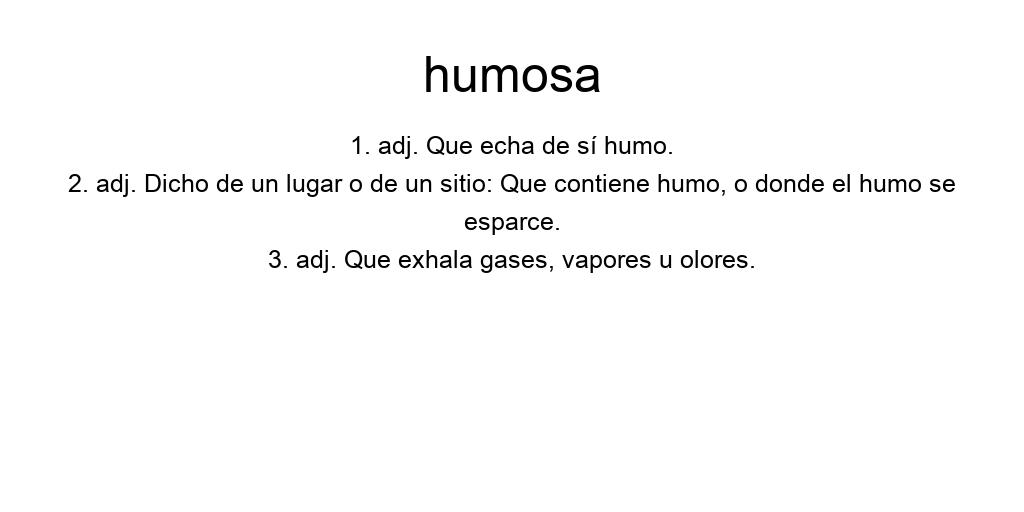 humosa
1. adj. Que echa de sí humo.
2. adj. Dicho de un lugar o de un sitio: Que contiene humo, o donde el humo se
esparce.
3. adj. Que exhala gases, vapores u olores.